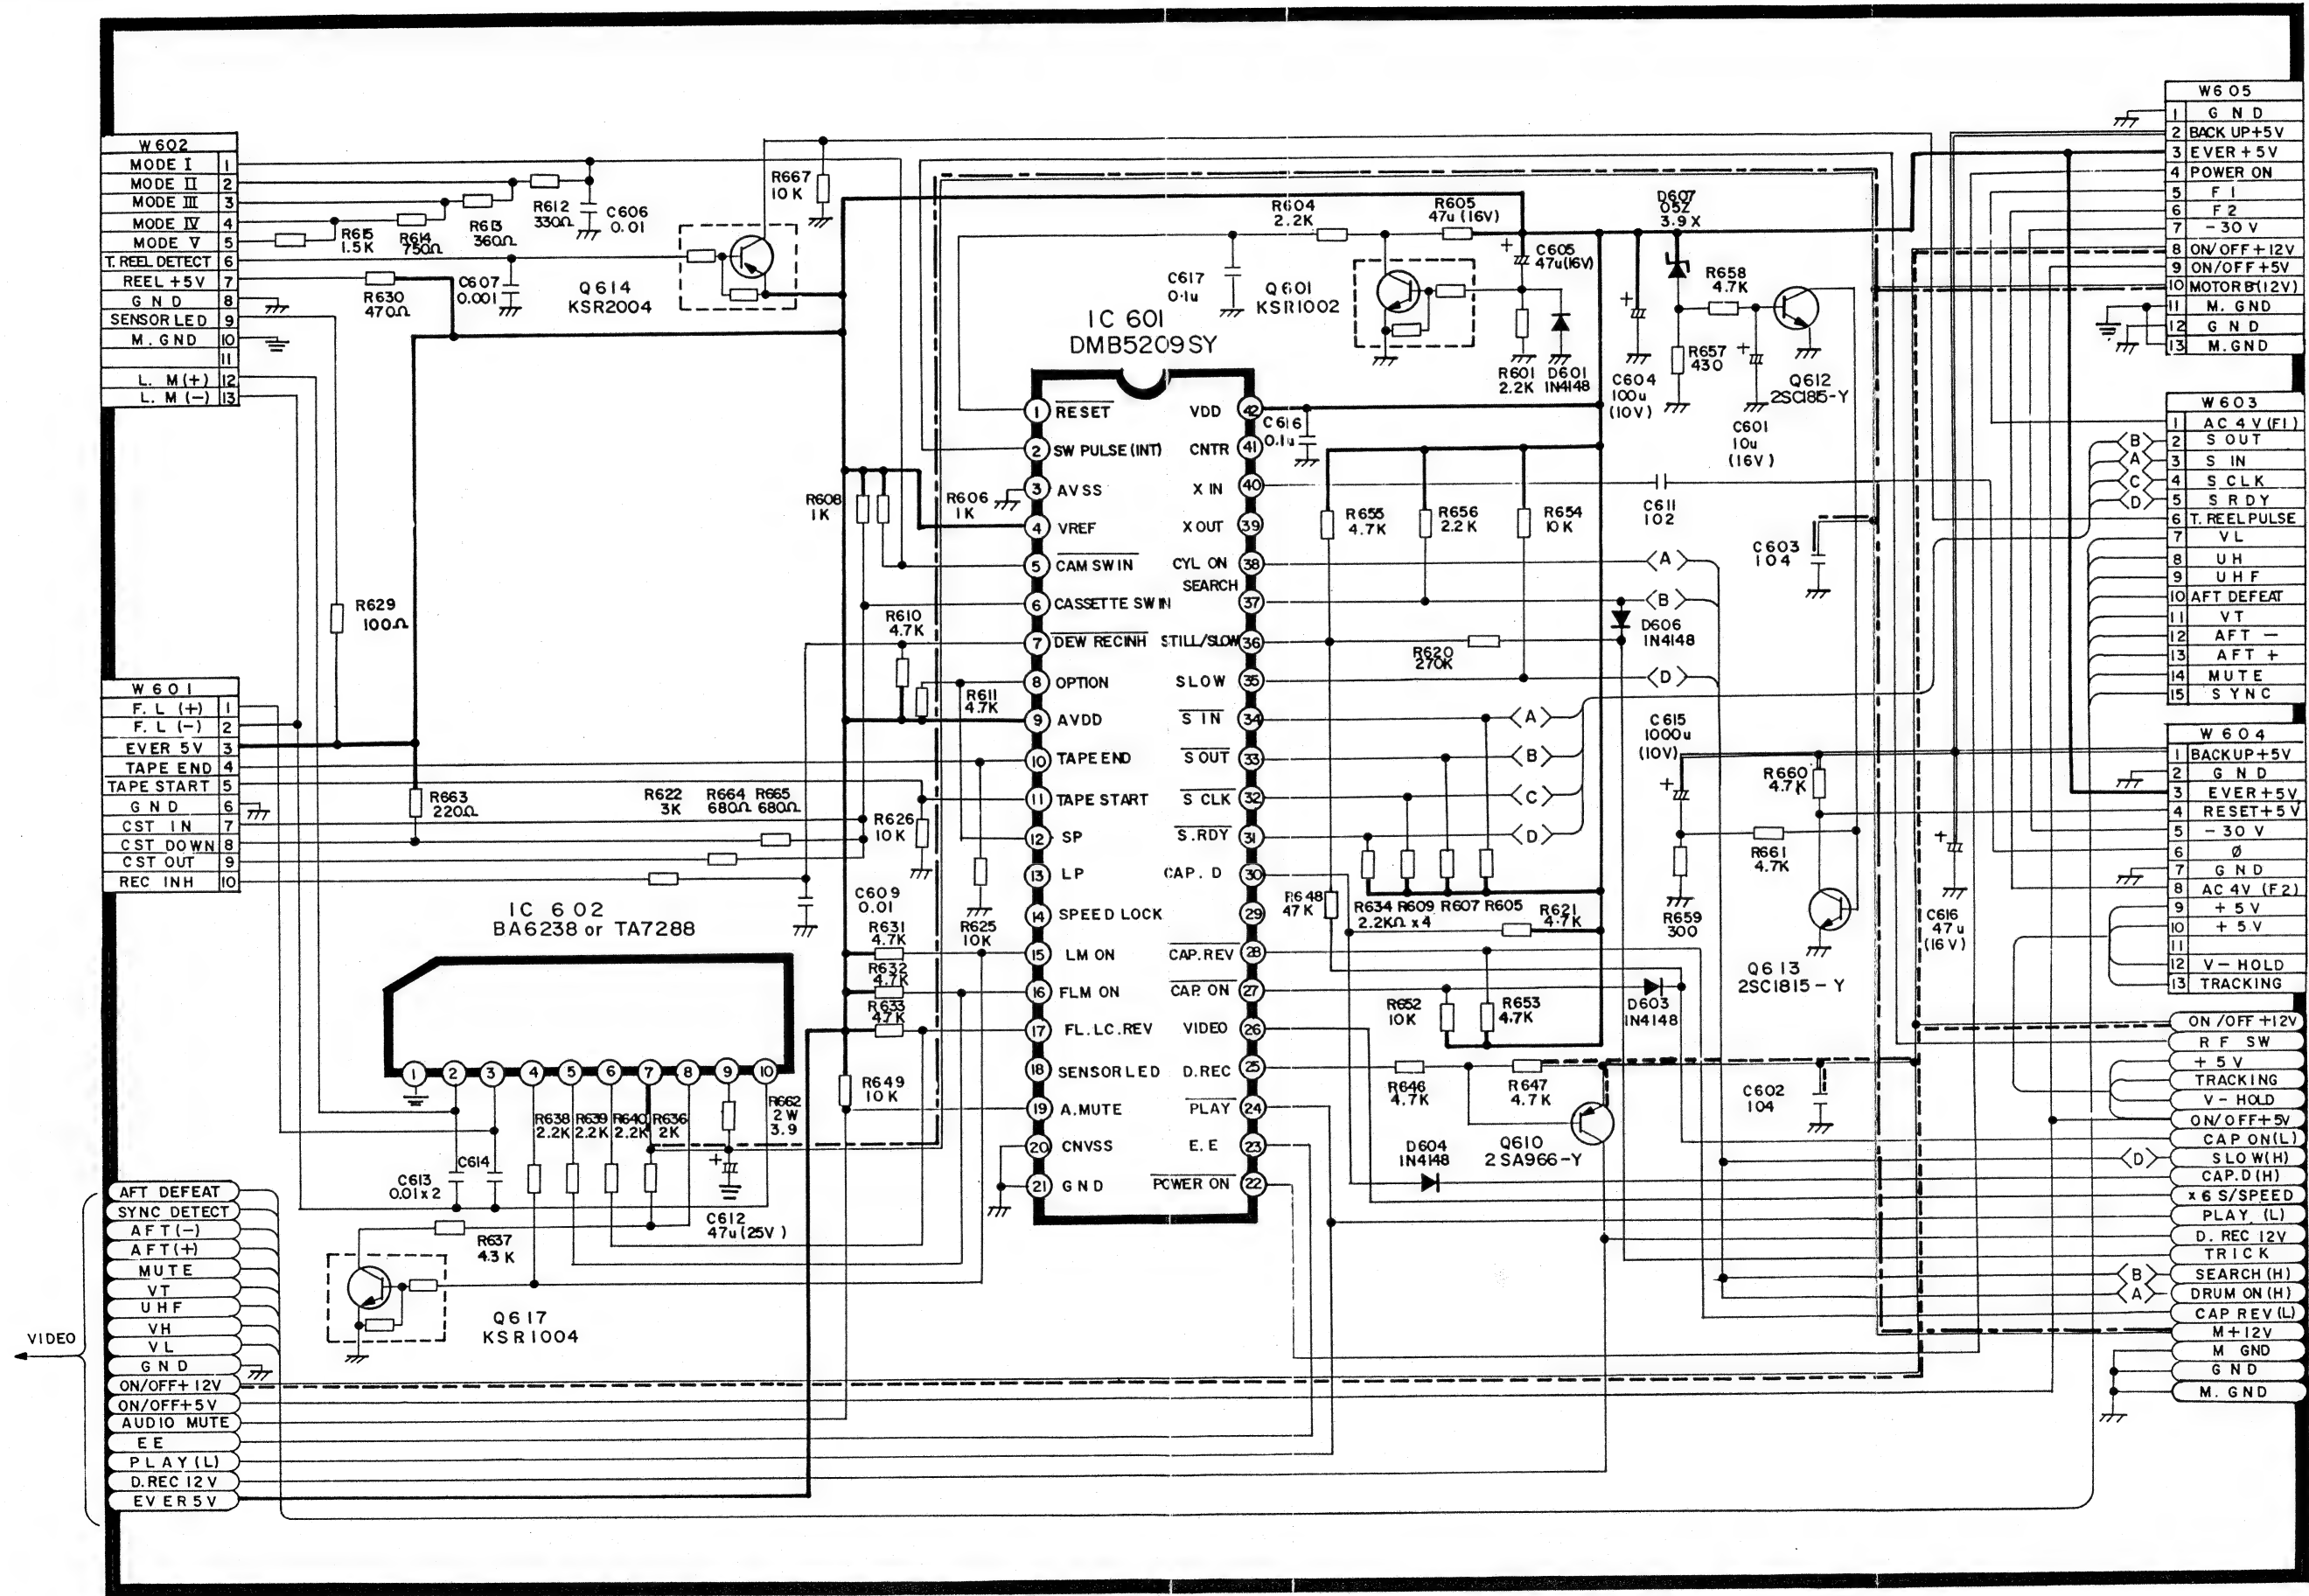 W602
MODE I 1
MODE II 2
MODE III 3
MODE IV 4
MODE V 5
T. REEL DETECT 6
REEL +5V 7
G N D 8
SENSOR LED 9
M. GND 10
11
L. M (+) 12
L. M (-) 13
R615
1.5K
R614
750Ω
R613
360Ω
R612
330Ω
C606
0.01
R667
10K
C607
0.001
R630
470Ω
Q614
KSR2004
IC 601
DMB5209SY
C617
0.1u
Q601
KSR1002
R604
2.2K
R605
47u (16V)
C605
47u(16V)
R601
2.2K
D601
1N4148
D607
05Z
3.9X
R658
4.7K
R657
430
C604
100u
(10V)
Q612
2SC1815-Y
C601
10u
(16V)
W605
1 G N D
2 BACK UP+5V
3 EVER +5V
4 POWER ON
5 F 1
6 F 2
7 -30V
8 ON/OFF+12V
9 ON/OFF+5V
10 MOTOR B(12V)
11 M. GND
12 G N D
13 M.GND
W603
1 AC 4V(F1)
2 S OUT
3 S IN
4 S CLK
5 S RDY
6 T. REEL PULSE
7 VL
8 UH
9 UHF
10 AFT DEFEAT
11 VT
12 AFT -
13 AFT +
14 MUTE
15 SYNC
B
A
C
D
W604
1 BACKUP+5V
2 G N D
3 EVER+5V
4 RESET+5V
5 -30 V
6 Ø
7 G N D
8 AC 4V (F2)
9 +5V
10 +5V
11
12 V-HOLD
13 TRACKING
1 RESET
2 SW PULSE (INT)
3 AVSS
4 VREF
5 CAM SW IN
6 CASSETTE SW IN
7 DEW RECINH
8 OPTION
9 AVDD
10 TAPE END
11 TAPE START
12 SP
13 LP
14 SPEED LOCK
15 LM ON
16 FLM ON
17 FL.LC.REV
18 SENSOR LED
19 A.MUTE
20 CNVSS
21 G N D
VDD 42
CNTR 41
X IN 40
X OUT 39
CYL ON 38
SEARCH 37
STILL/SLOW 36
SLOW 35
S IN 34
S OUT 33
S CLK 32
S.RDY 31
CAP. D 30
29
CAP.REV 28
CAP. ON 27
VIDEO 26
D.REC 25
PLAY 24
E.E 23
POWER ON 22
C616
0.1u
R655
4.7K
R656
2.2K
R654
10K
C611
102
C603
104
A
B
D606
1N4148
R620
270K
D
A
B
C
D
C615
1000u
(10V)
R660
4.7K
R661
4.7K
R659
300
Q613
2SC1815-Y
C616
47u
(16V)
R634 R609 R607 R605
2.2KΩ x4
R648
47K
R621
4.7K
R652
10K
R653
4.7K
D603
1N4148
R646
4.7K
R647
4.7K
C602
104
D604
1N4148
Q610
2SA966-Y
R608
1K
R606
1K
R610
4.7K
R611
4.7K
R629
100Ω
W601
F. L (+) 1
F. L (-) 2
EVER 5V 3
TAPE END 4
TAPE START 5
G N D 6
CST IN 7
CST DOWN 8
CST OUT 9
REC INH 10
R663
220Ω
R622
3K
R664
680Ω
R665
680Ω
R626
10K
C609
0.01
R625
10K
R631
4.7K
R632
4.7K
R633
4.7K
R649
10K
IC 602
BA6238 or TA7288
1 2 3 4 5 6 7 8 9 10
R638
2.2K
R639
2.2K
R640
2.2K
R636
2K
R662
2W
3.9
C613
0.01x2
C614
C612
47u(25V)
R637
4.3K
Q617
KSR1004
VIDEO
AFT DEFEAT
SYNC DETECT
AFT(-)
AFT(+)
MUTE
VT
UHF
VH
VL
G N D
ON/OFF+12V
ON/OFF+5V
AUDIO MUTE
E E
PLAY(L)
D.REC 12V
EVER5V
ON/OFF+12V
R F SW
+5V
TRACKING
V-HOLD
ON/OFF+5V
CAP ON(L)
D SLOW(H)
CAP.D(H)
x6 S/SPEED
PLAY (L)
D. REC 12V
TRICK
B SEARCH(H)
A DRUM ON(H)
CAP REV(L)
M+12V
M GND
G N D
M. GND